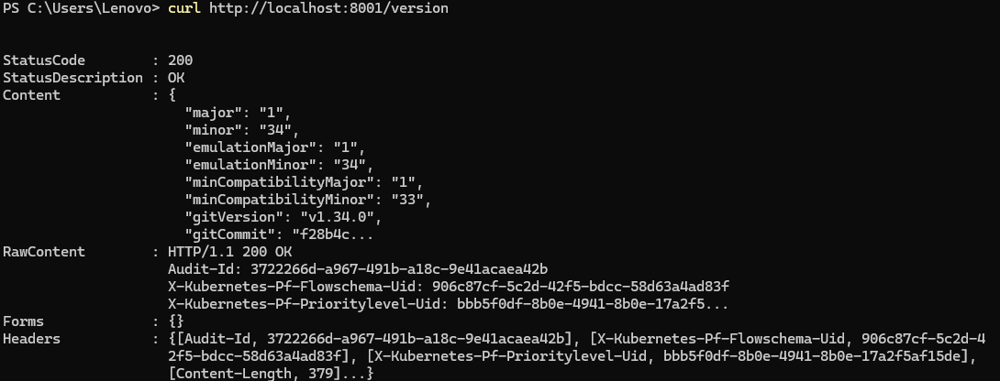 PS C:\Users\Lenovo> curl http://localhost:8001/version
StatusCode        : 200
StatusDescription : OK
Content           : {
                      "major": "1",
                      "minor": "34",
                      "emulationMajor": "1",
                      "emulationMinor": "34",
                      "minCompatibilityMajor": "1",
                      "minCompatibilityMinor": "33",
                      "gitVersion": "v1.34.0",
                      "gitCommit": "f28b4c...
RawContent        : HTTP/1.1 200 OK
                    Audit-Id: 3722266d-a967-491b-a18c-9e41acaea42b
                    X-Kubernetes-Pf-Flowschema-Uid: 906c87cf-5c2d-42f5-bdcc-58d63a4ad83f
                    X-Kubernetes-Pf-Prioritylevel-Uid: bbb5f0df-8b0e-4941-8b0e-17a2f5...
Forms             : {}
Headers           : {[Audit-Id, 3722266d-a967-491b-a18c-9e41acaea42b], [X-Kubernetes-Pf-Flowschema-Uid, 906c87cf-5c2d-4
                    2f5-bdcc-58d63a4ad83f], [X-Kubernetes-Pf-Prioritylevel-Uid, bbb5f0df-8b0e-4941-8b0e-17a2f5af15de],
                    [Content-Length, 379]...}